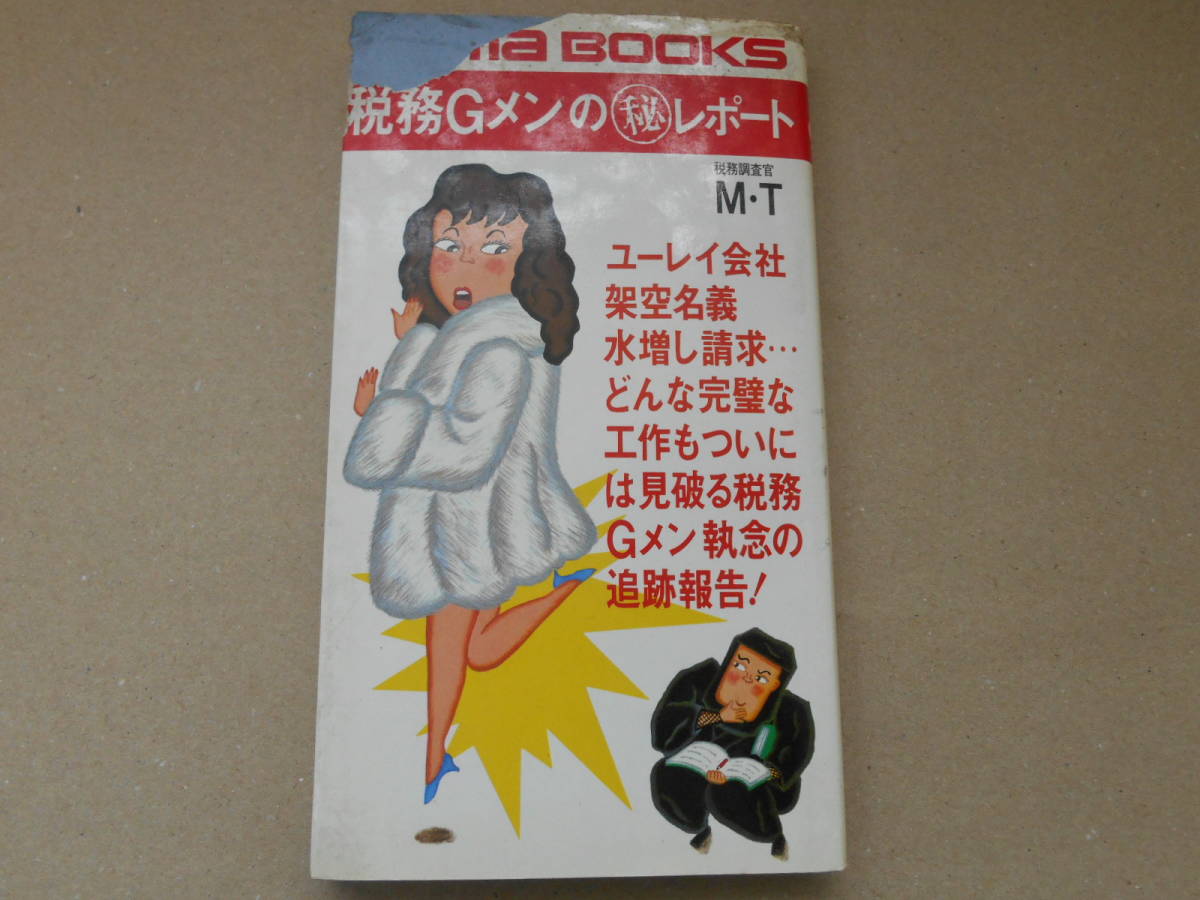 BOOKS
税務Gメンの㊙レポート
税務調査官
M・T
ユーレイ会社
架空名義
水増し請求…
どんな完璧な
工作もついに
は見破る税務
Gメン執念の
追跡報告!